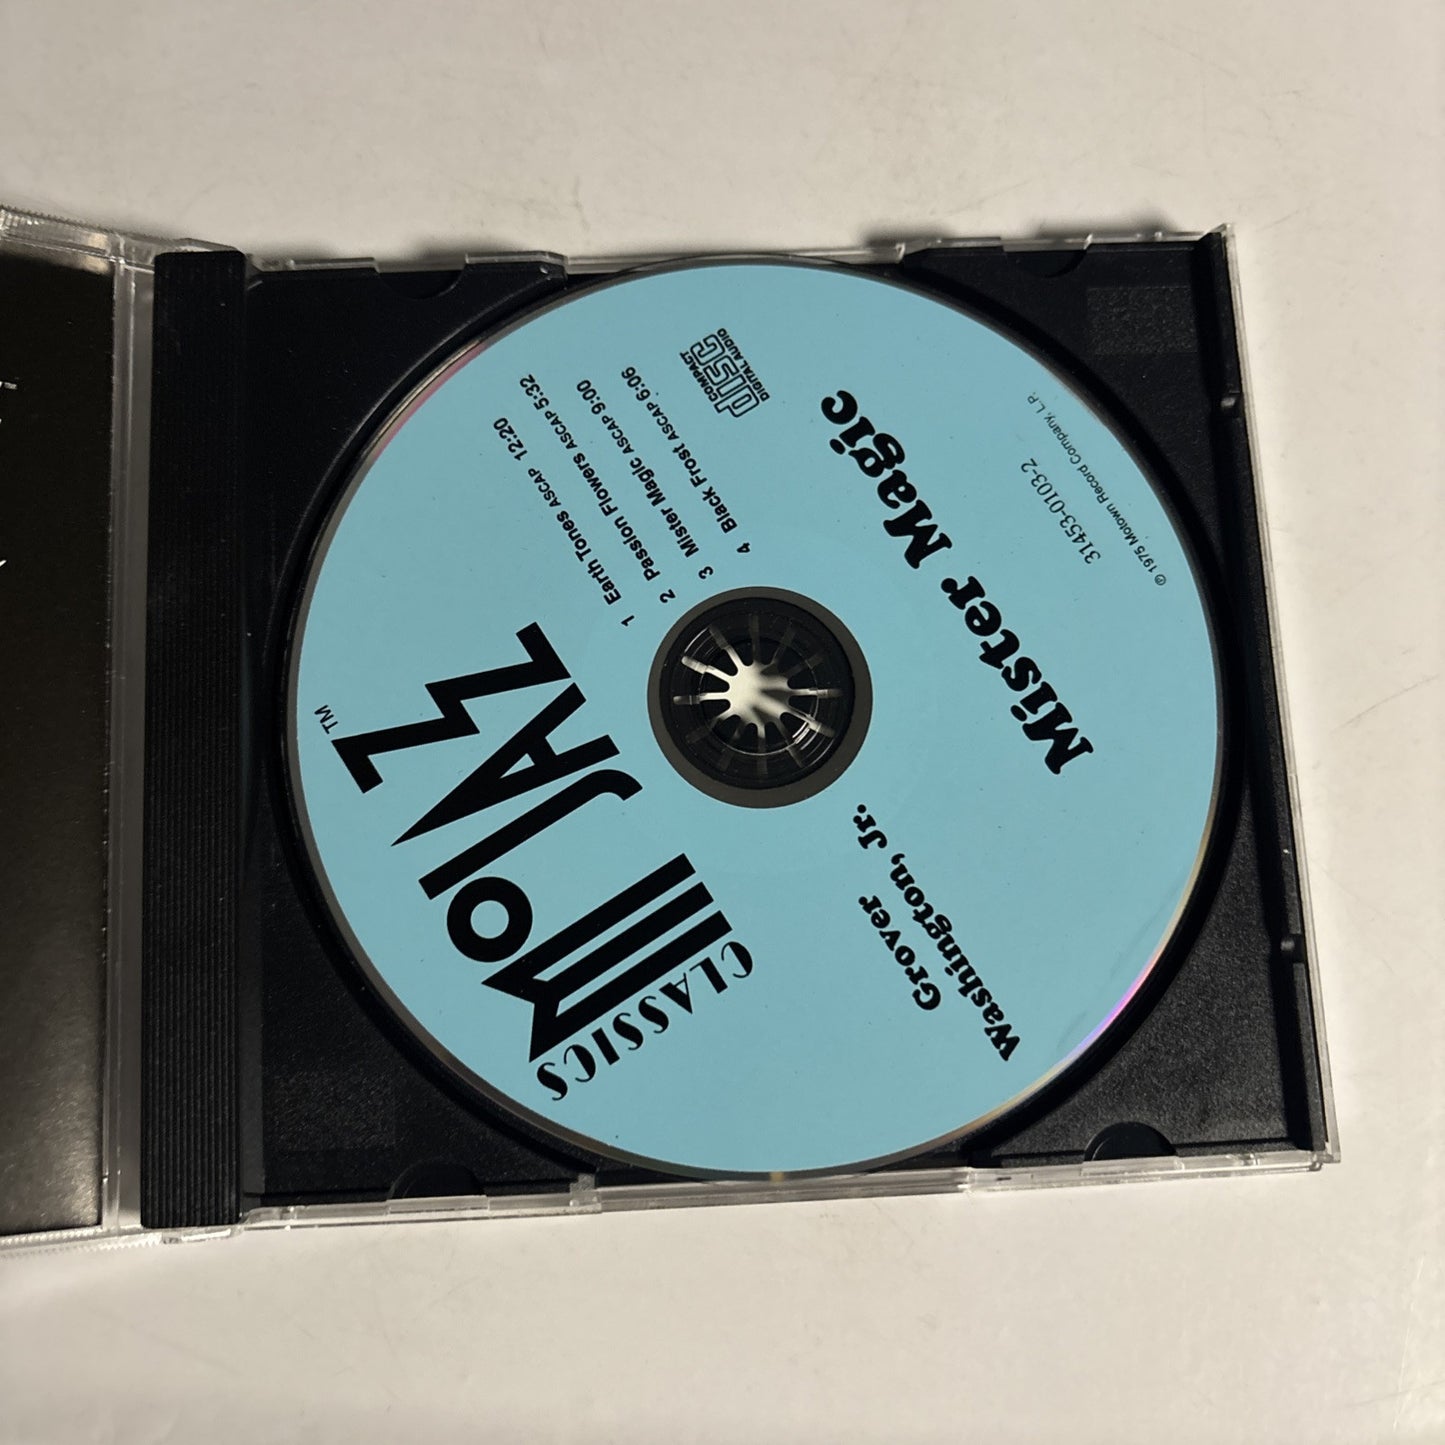 CLASSICS
MOJAZZ
CLASSICS
™
1 Earth Tones ASCAP 12:20
2 Passion Flowers ASCAP 5:32
3 Mister Magic ASCAP 9:00
4 Black Frost ASCAP 6:06
COMPACT
disc
DIGITAL AUDIO
Grover
Washington, Jr.
Mister Magic
31453-0103-2
℗ 1975 Motown Record Company, L.P.